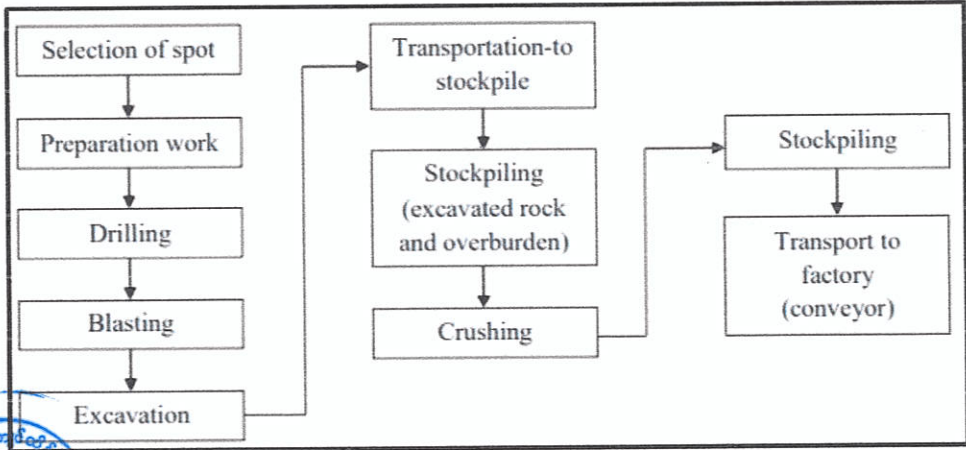 Selection of spot
Preparation work
Drilling
Blasting
Excavation
Transportation-to
stockpile
Stockpiling
(excavated rock
and overburden)
Crushing
Stockpiling
Transport to
factory
(conveyor)